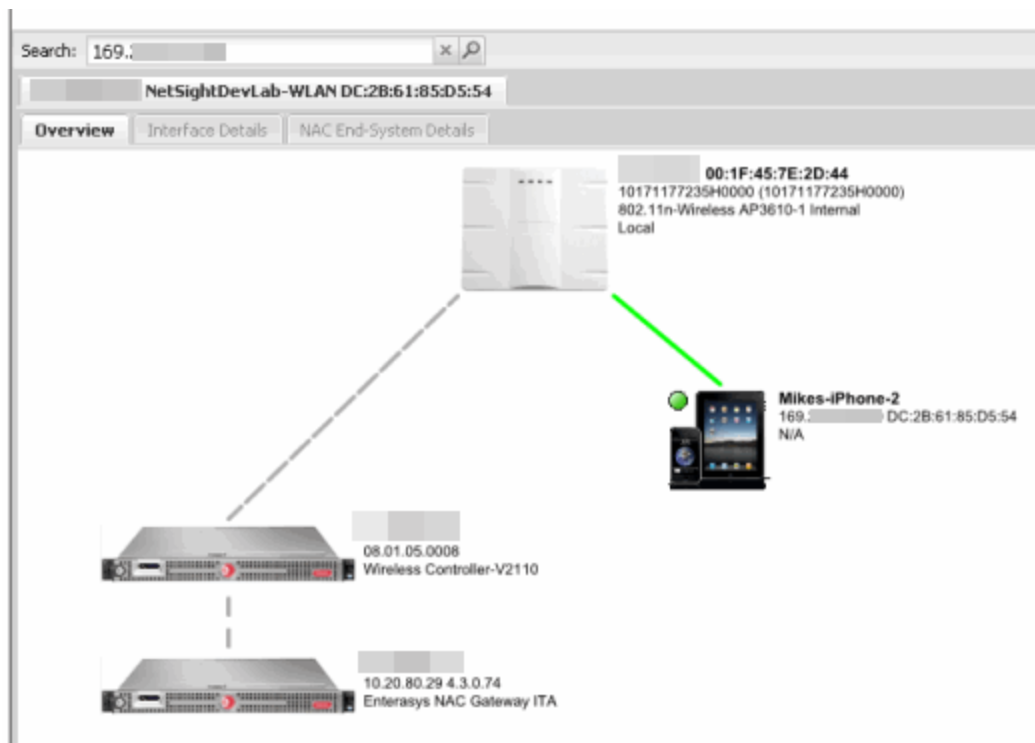 Search: 169.
NetSightDevLab-WLAN DC:2B:61:85:D5:54
Overview Interface Details NAC End-System Details
00:1F:45:7E:2D:44
10171177235H0000 (10171177235H0000)
802.11n-Wireless AP3610-1 Internal
Local
Mikes-iPhone-2
169. DC:2B:61:85:D5:54
N/A
08.01.05.0008
Wireless Controller-V2110
10.20.80.29 4.3.0.74
Enterasys NAC Gateway ITA